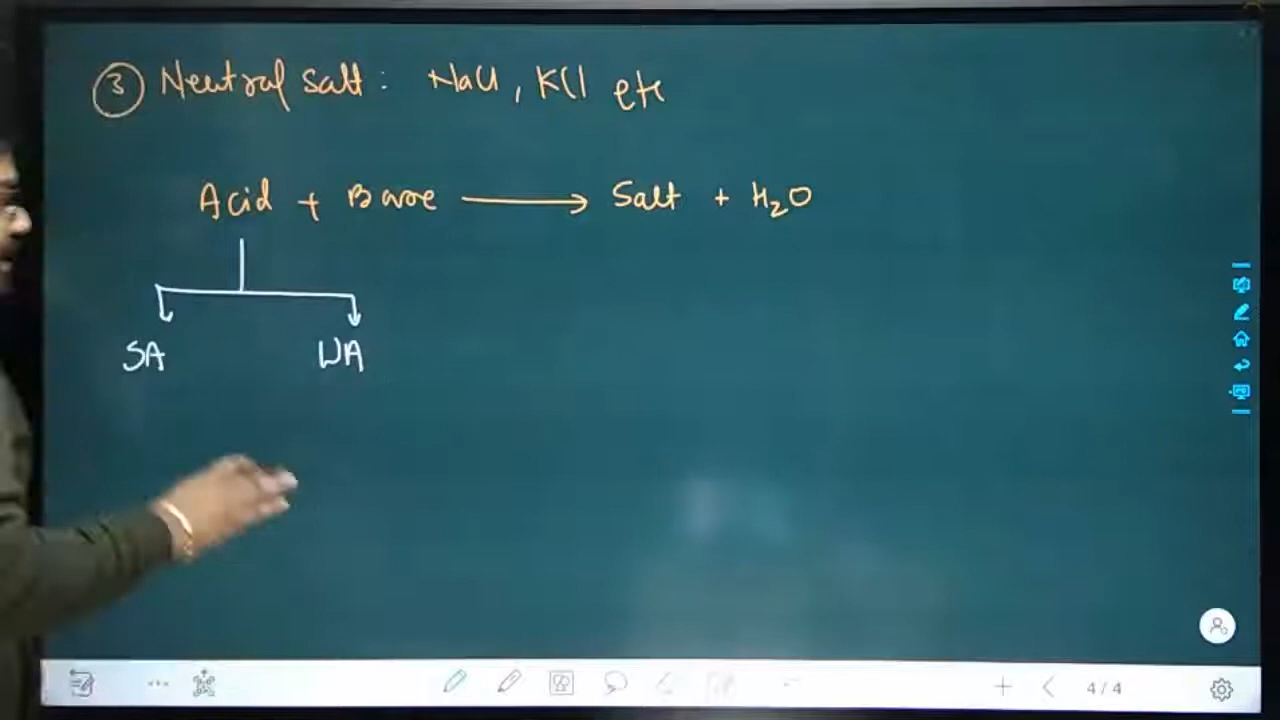 ③ Neutral salt : NaCl, KCl etc
Acid + Base ⟶ Salt + H₂O
SA WA
4/4